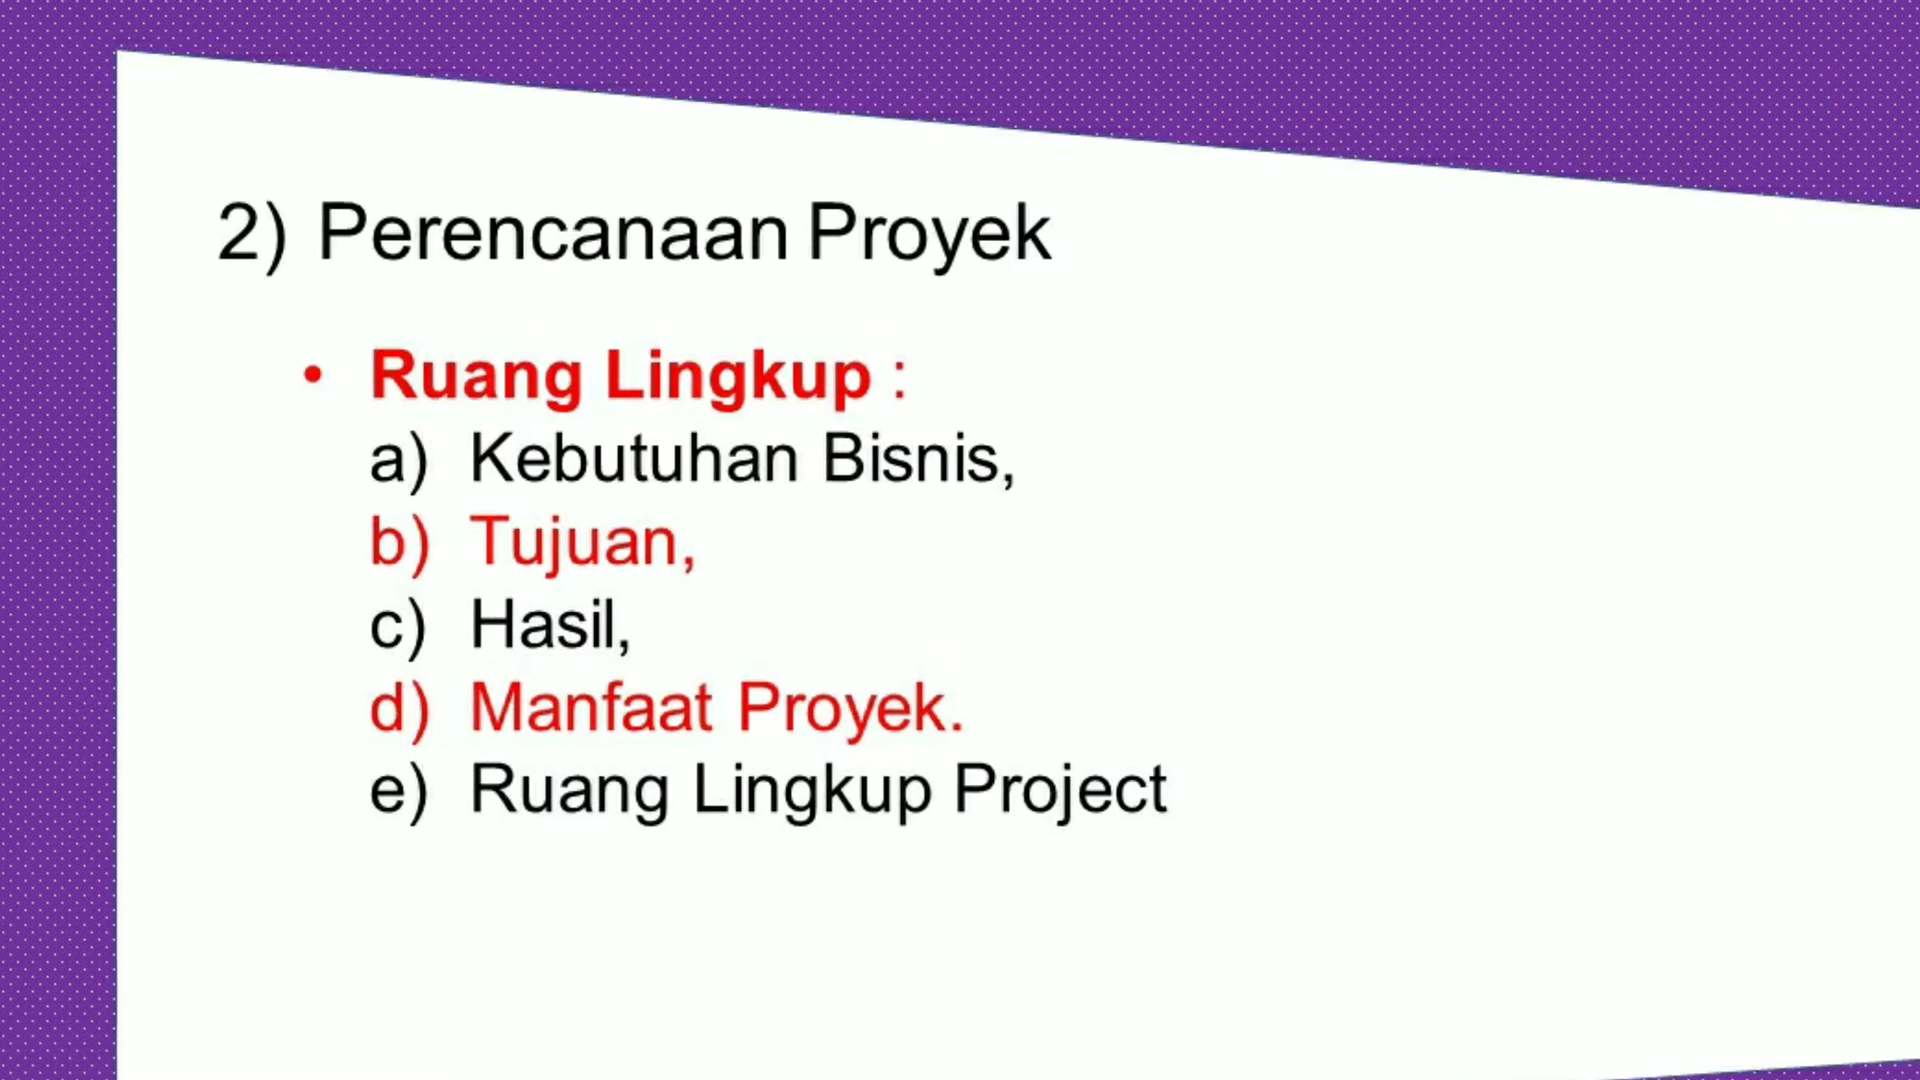 2) Perencanaan Proyek
• Ruang Lingkup :
a) Kebutuhan Bisnis,
b) Tujuan,
c) Hasil,
d) Manfaat Proyek.
e) Ruang Lingkup Project